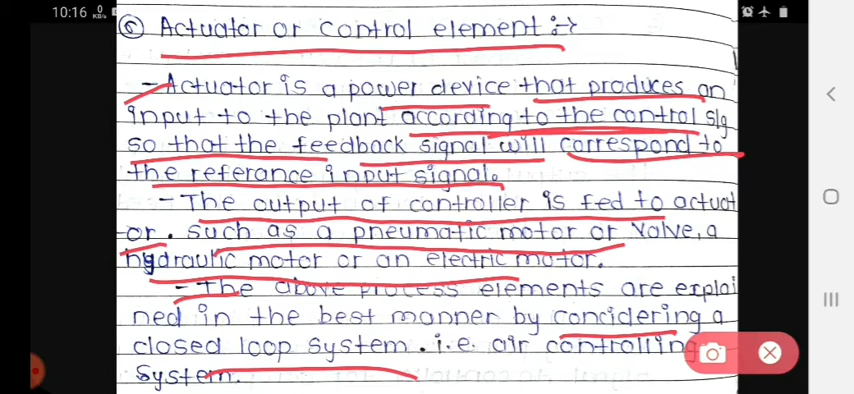 10:16 0 KB/s
⑥ Actuator or control element :→
- Actuator is a power device that produces an
input to the plant according to the control sig
so that the feedback signal will correspond to
the referance input signal.
- The output of controller is fed to actuat
-or. such as a pneumatic motor or valve, a
hydraulic motor or an electric motor.
- The above process elements are explai
ned in the best manner by concidering a
closed loop system. i.e. air controlling
system.